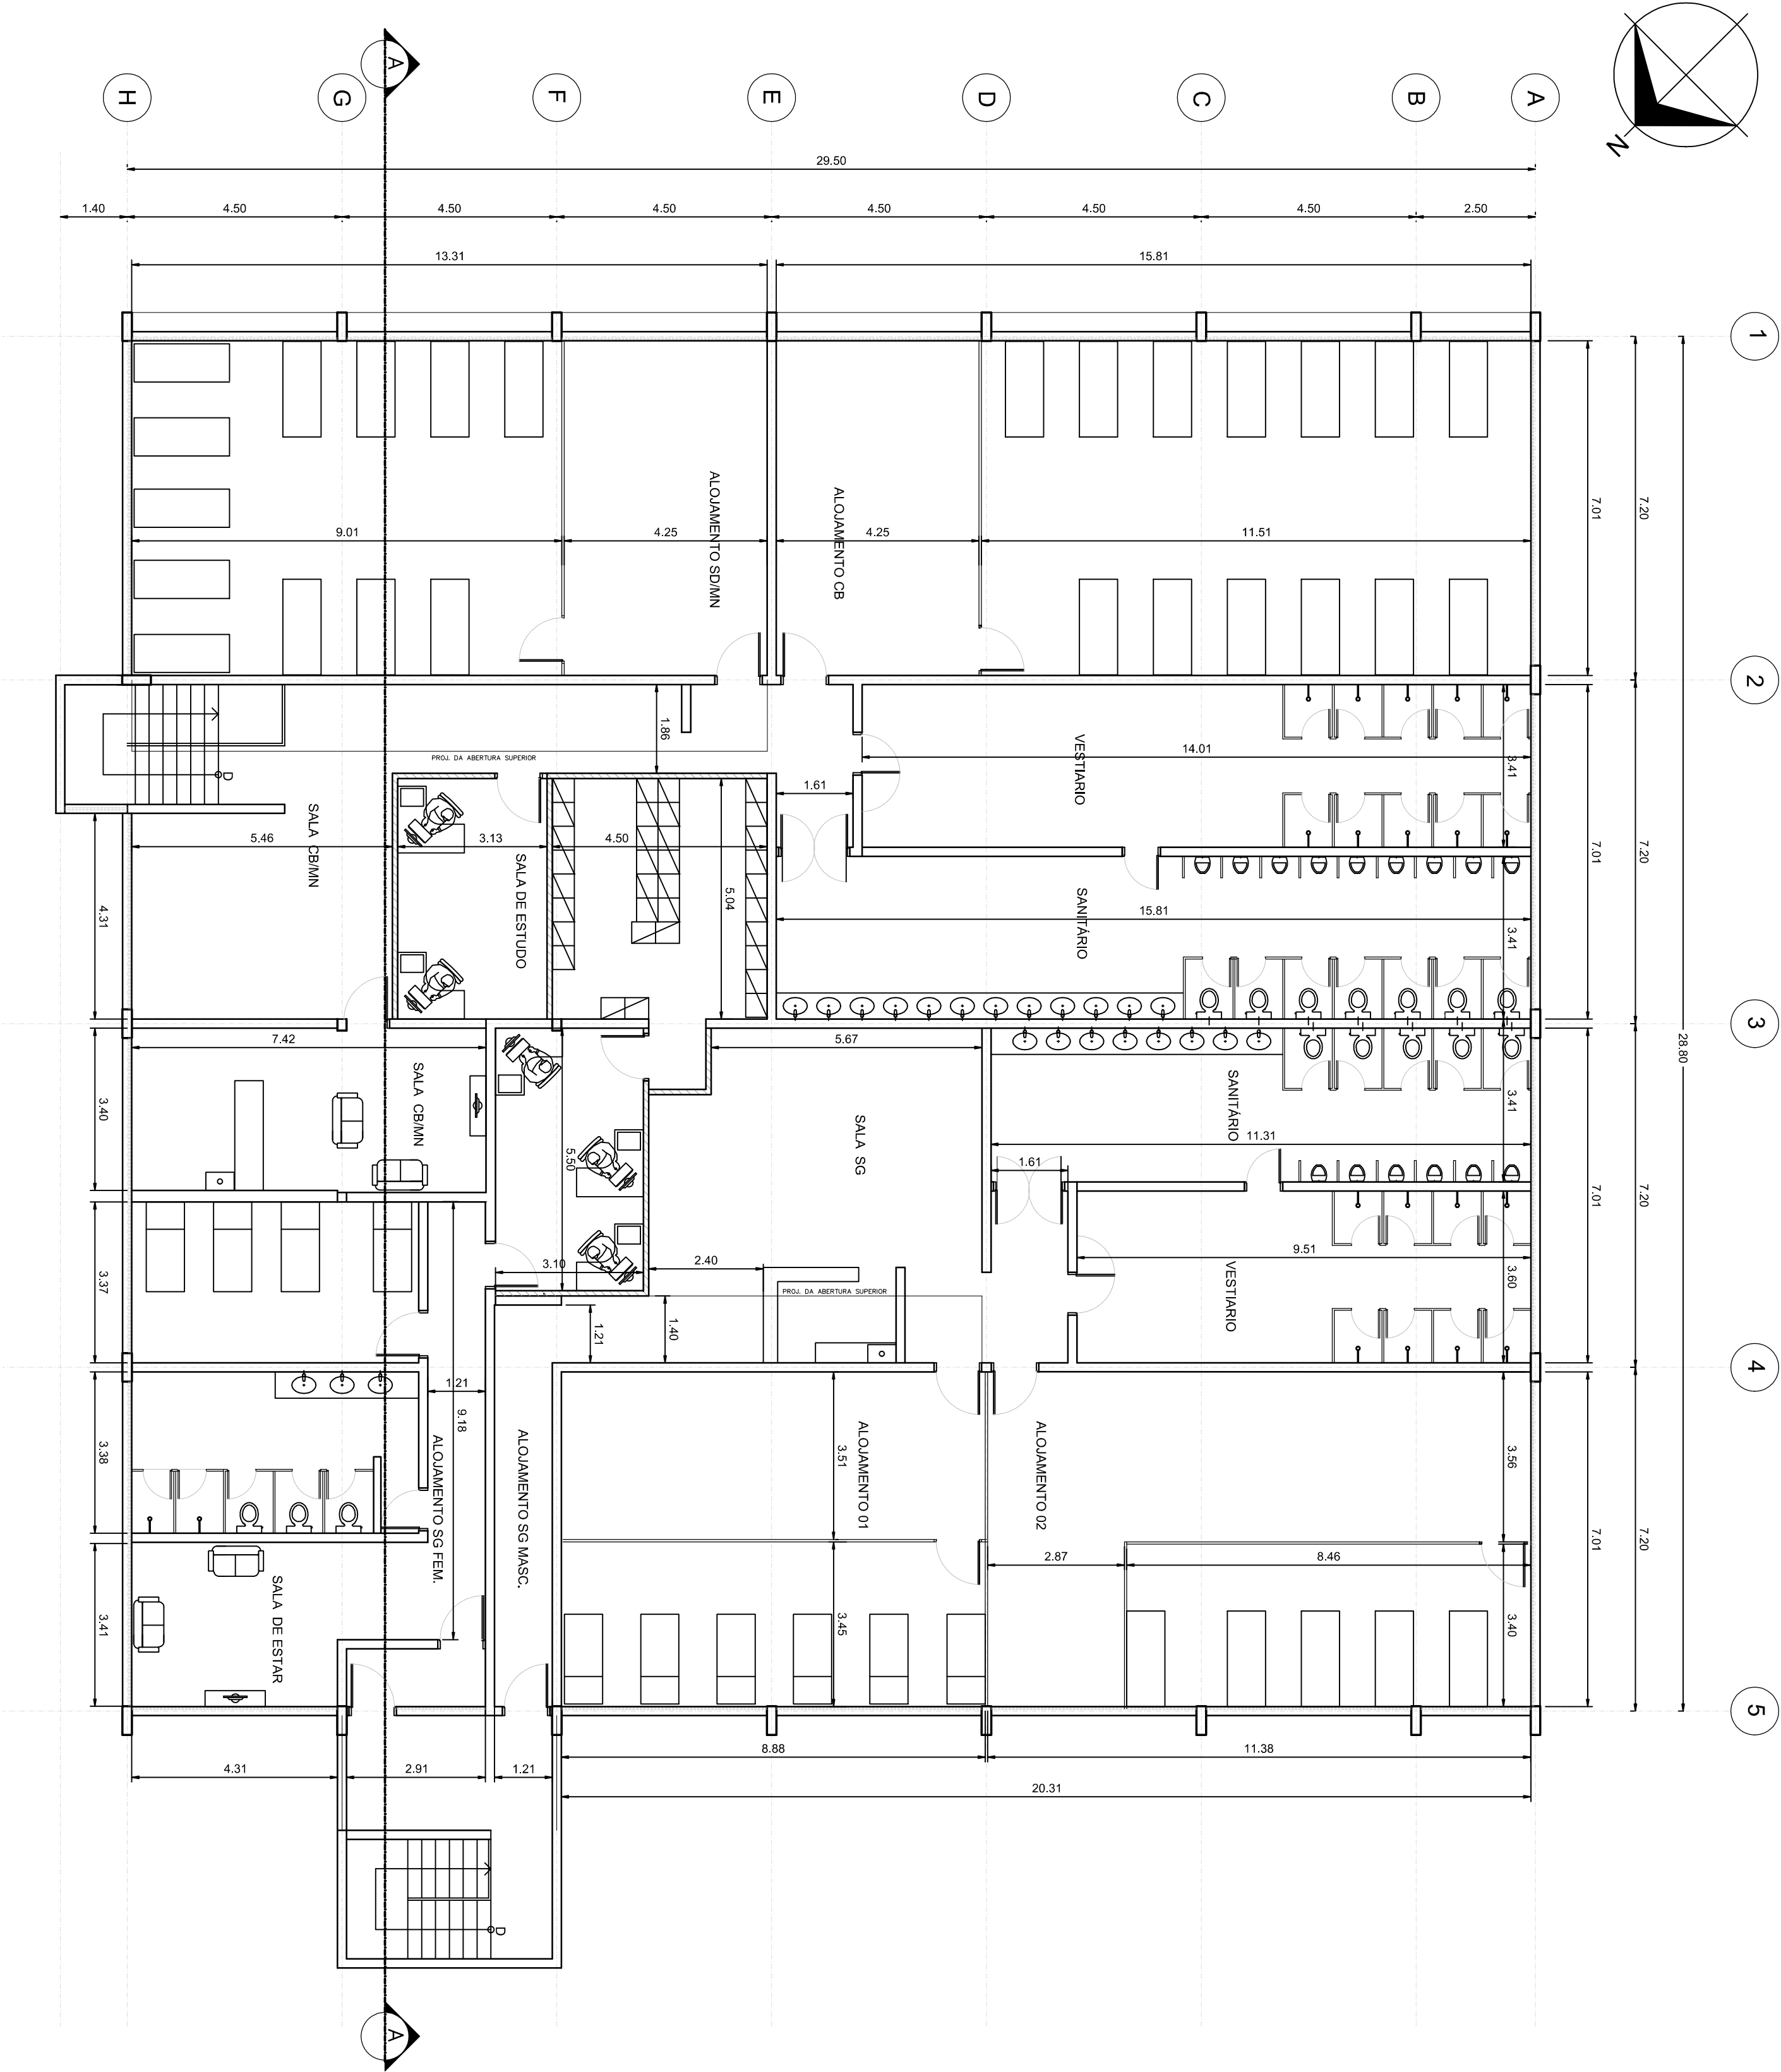 A
H
G
F
E
D
C
B
A
N
29.50
1.40
4.50
4.50
4.50
4.50
4.50
4.50
2.50
13.31
15.81
1
7.01
7.20
ALOJAMENTO SD/MN
ALOJAMENTO CB
9.01
4.25
4.25
11.51
2
1.86
PROJ. DA ABERTURA SUPERIOR
VESTIARIO
14.01
3.41
D
1.61
SALA CB/MN
5.46
3.13
4.50
SALA DE ESTUDO
5.04
4.31
SANITÁRIO
15.81
3.41
7.01
7.20
3
28.80
7.42
5.67
SALA CB/MN
3.40
SALA SG
5.50
SANITÁRIO
3.41
11.31
1.61
7.01
7.20
3.10
2.40
9.51
3.37
PROJ. DA ABERTURA SUPERIOR
VESTIARIO
3.60
1.21
1.40
4
1.21
9.18
3.38
ALOJAMENTO SG FEM.
ALOJAMENTO SG MASC.
3.51
ALOJAMENTO 01
ALOJAMENTO 02
3.56
7.01
7.20
2.87
8.46
SALA DE ESTAR
3.41
3.45
3.40
5
8.88
11.38
4.31
2.91
1.21
20.31
D
A